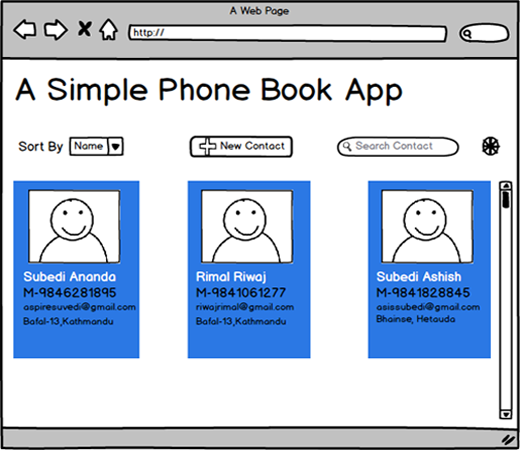 A Web Page
http://
A Simple Phone Book App
Sort By Name New Contact Search Contact
Subedi Ananda
M-9846281895
aspiresuvedi@gmail.com
Bafal-13,Kathmandu
Rimal Riwaj
M-9841061277
riwajrimal@gmail.com
Bafal-13,Kathmandu
Subedi Ashish
M-9841828845
asissubedi@gmail.com
Bhainse, Hetauda